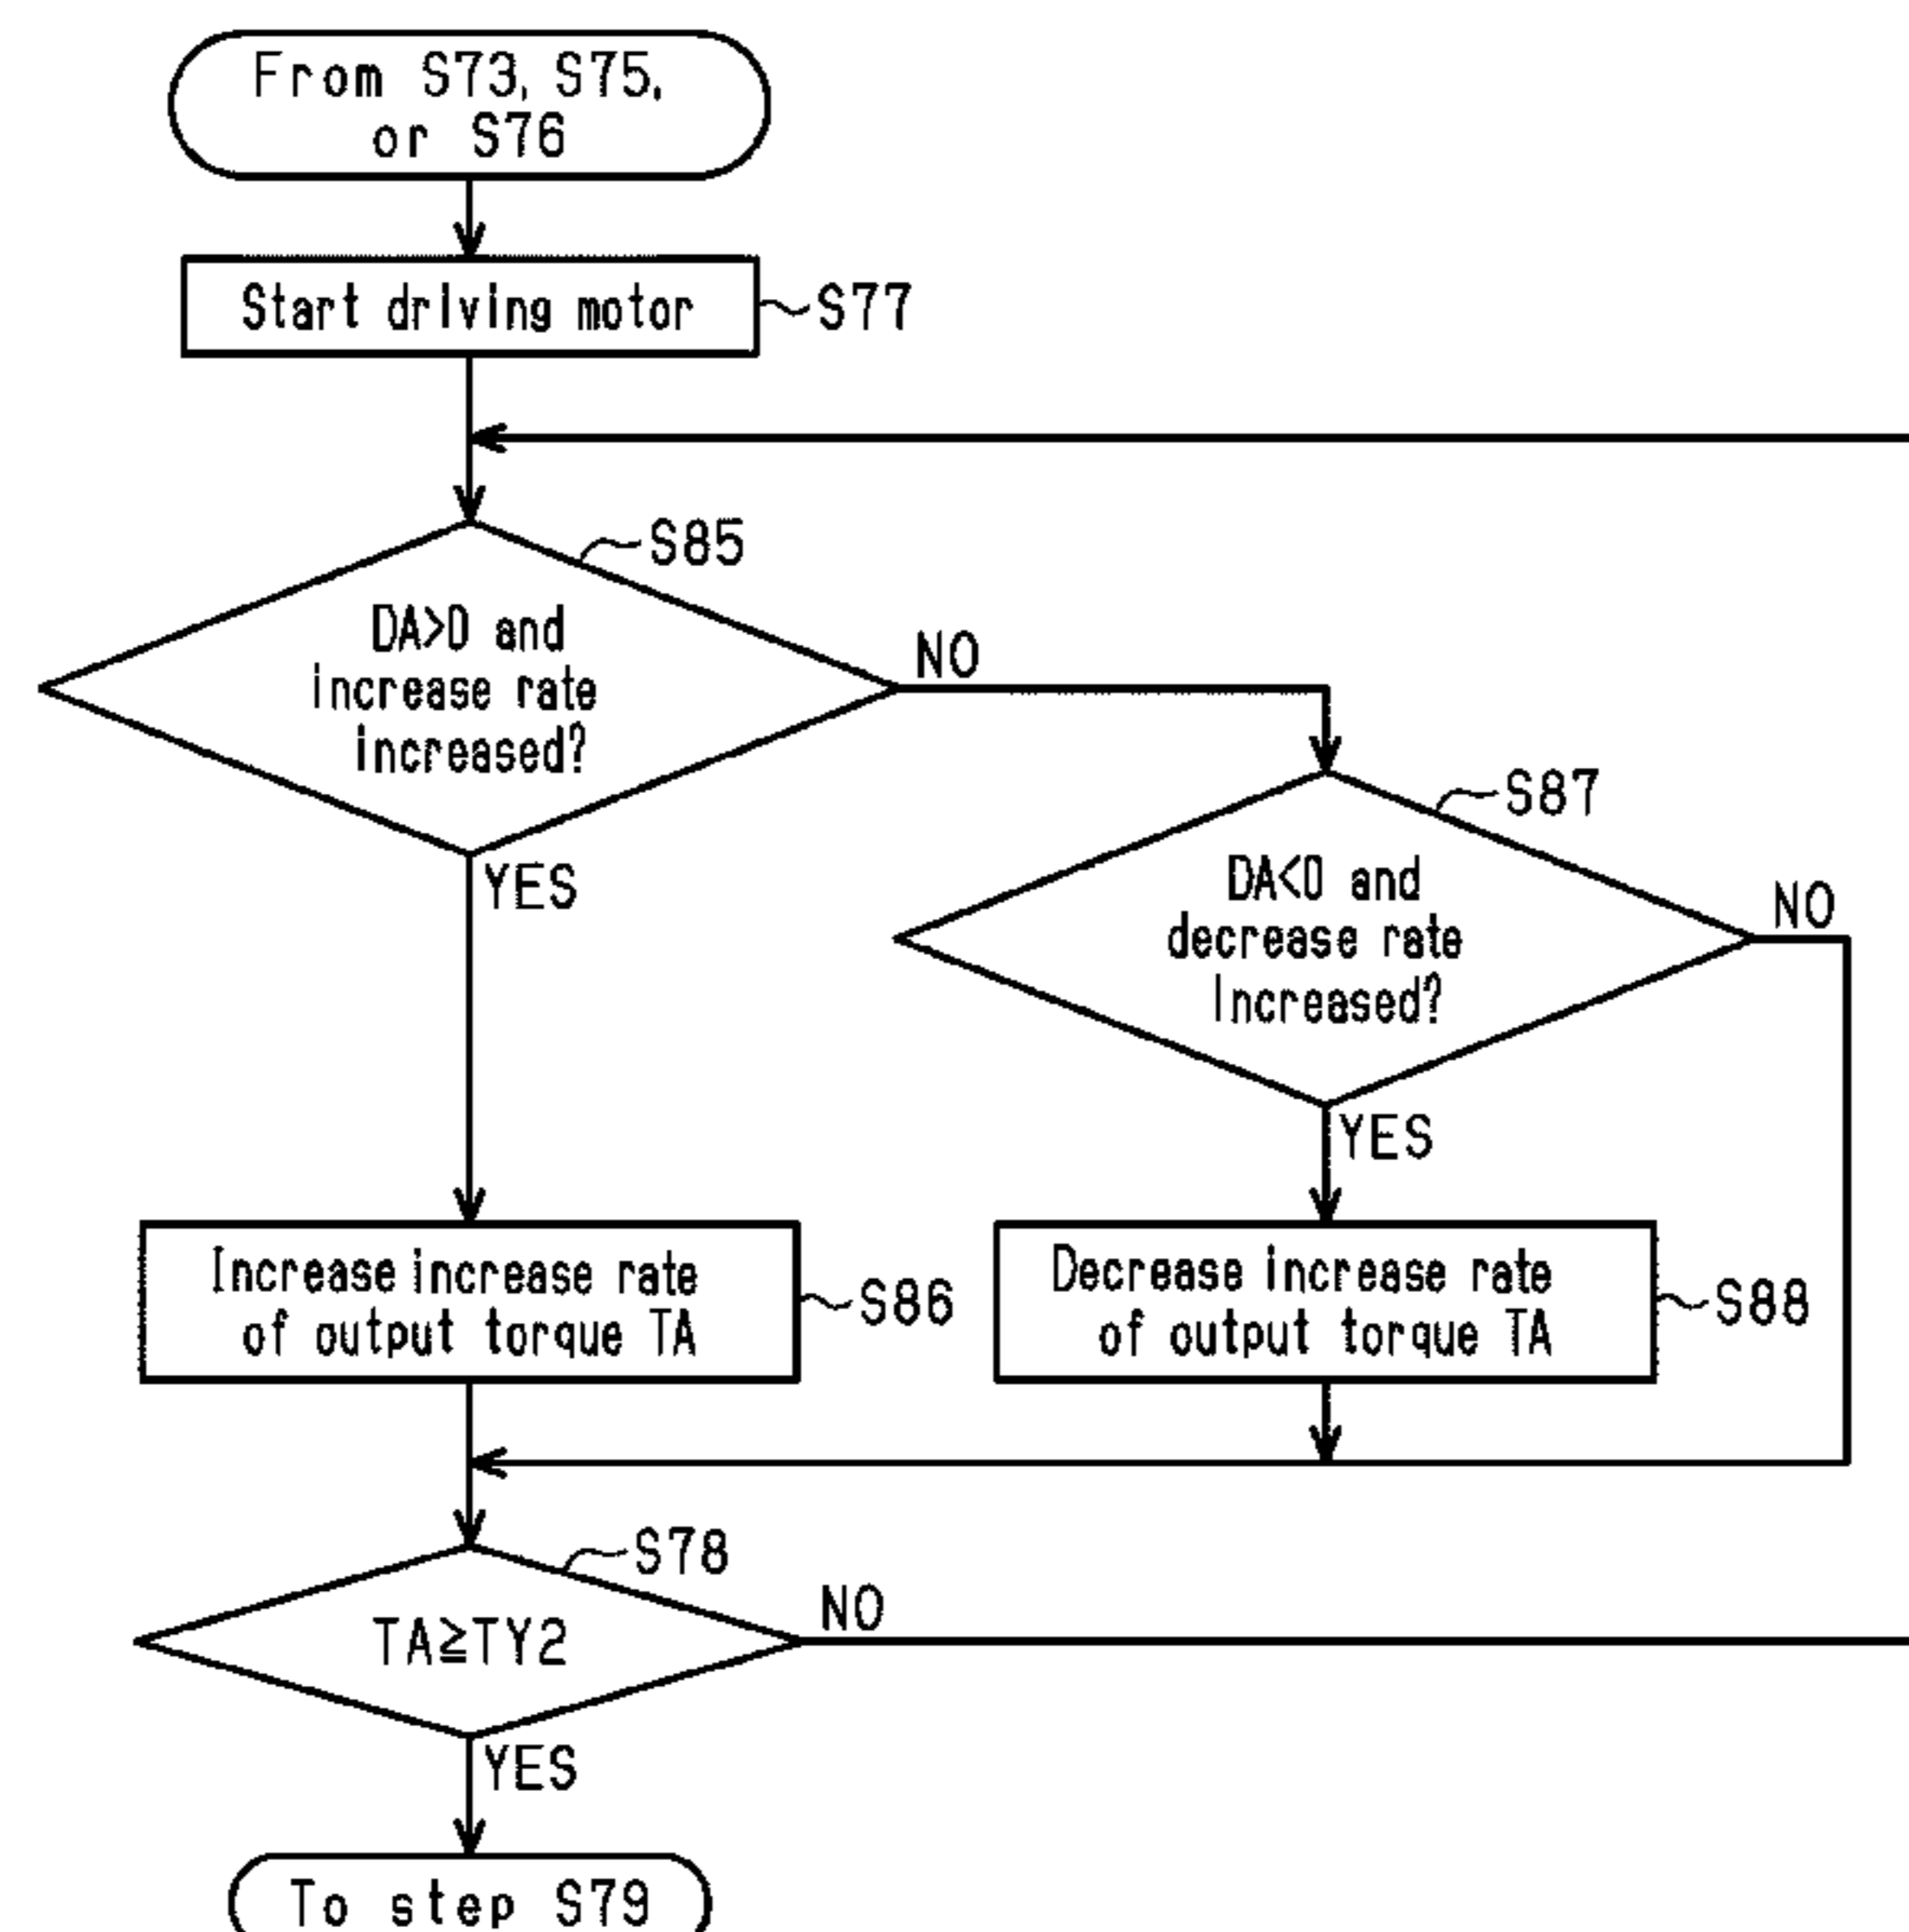 From S73, S75,
or S76
Start driving motor
S77
S85
DA>0 and
increase rate
increased?
NO
YES
S87
DA<0 and
decrease rate
Increased?
NO
YES
Increase increase rate
of output torque TA
S86
Decrease increase rate
of output torque TA
S88
S78
TA≧TY2
NO
YES
To step S79